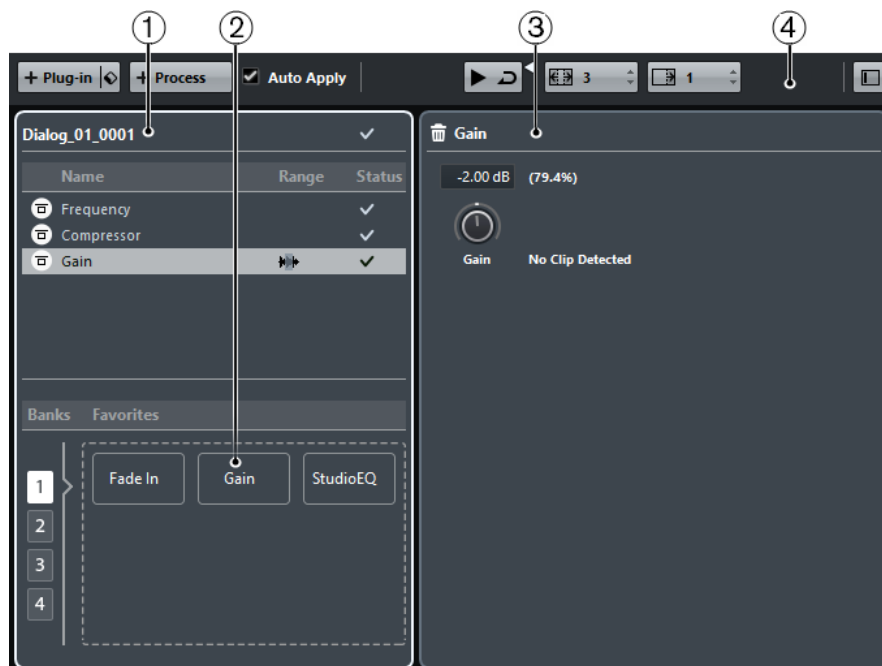 1 2 3 4
+ Plug-in + Process Auto Apply 3 1
Dialog_01_0001
Gain
Name Range Status
-2.00 dB (79.4%)
Frequency
Compressor
Gain
Gain No Clip Detected
Banks Favorites
1
Fade In Gain StudioEQ
2
3
4